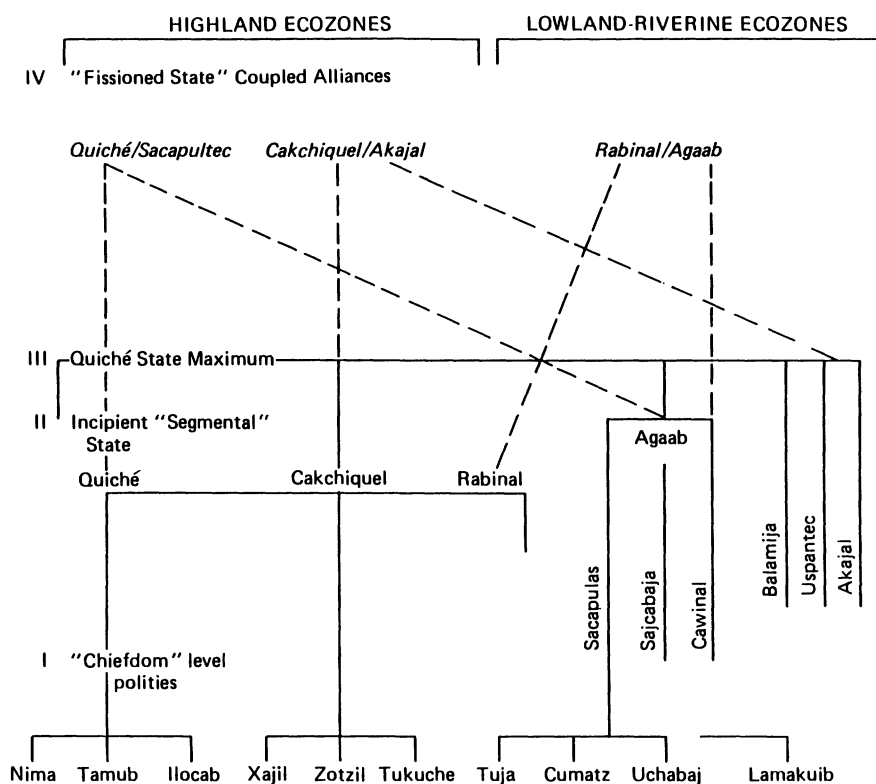 HIGHLAND ECOZONES
LOWLAND-RIVERINE ECOZONES
IV "Fissioned State" Coupled Alliances
Quiché/Sacapultec
Cakchiquel/Akajal
Rabinal/Agaab
III Quiché State Maximum
II Incipient "Segmental"
State
Agaab
Quiché
Cakchiquel
Rabinal
Sacapulas
Sajcabaja
Cawinal
Balamija
Uspantec
Akajal
I "Chiefdom" level
polities
Nima
Tamub
Ilocab
Xajil
Zotzil
Tukuche
Tuja
Cumatz
Uchabaj
Lamakuib